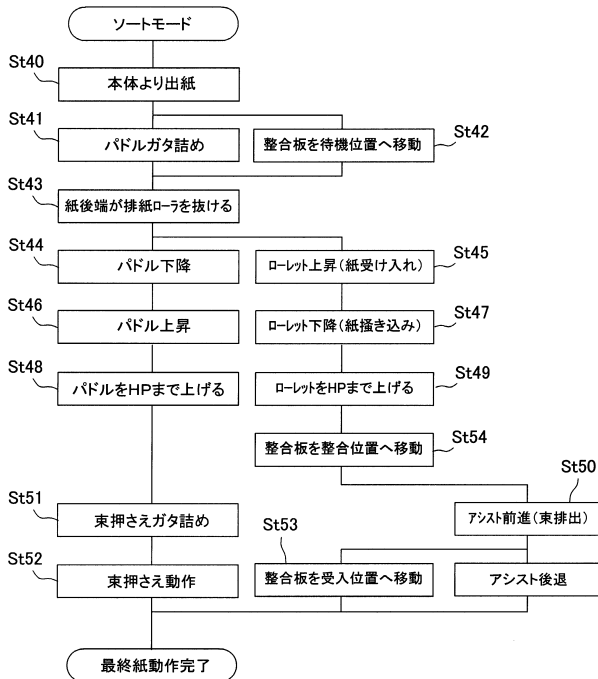 ソートモード
St40
本体より出紙
St41
パドルガタ詰め
整合板を待機位置へ移動
St42
St43
紙後端が排紙ローラを抜ける
St44
パドル下降
ローレット上昇(紙受け入れ)
St45
St46
パドル上昇
ローレット下降(紙掻き込み)
St47
St48
パドルをHPまで上げる
ローレットをHPまで上げる
St49
整合板を整合位置へ移動
St54
St50
アシスト前進(束排出)
St51
束押さえガタ詰め
St53
St52
束押さえ動作
整合板を受入位置へ移動
アシスト後退
最終紙動作完了